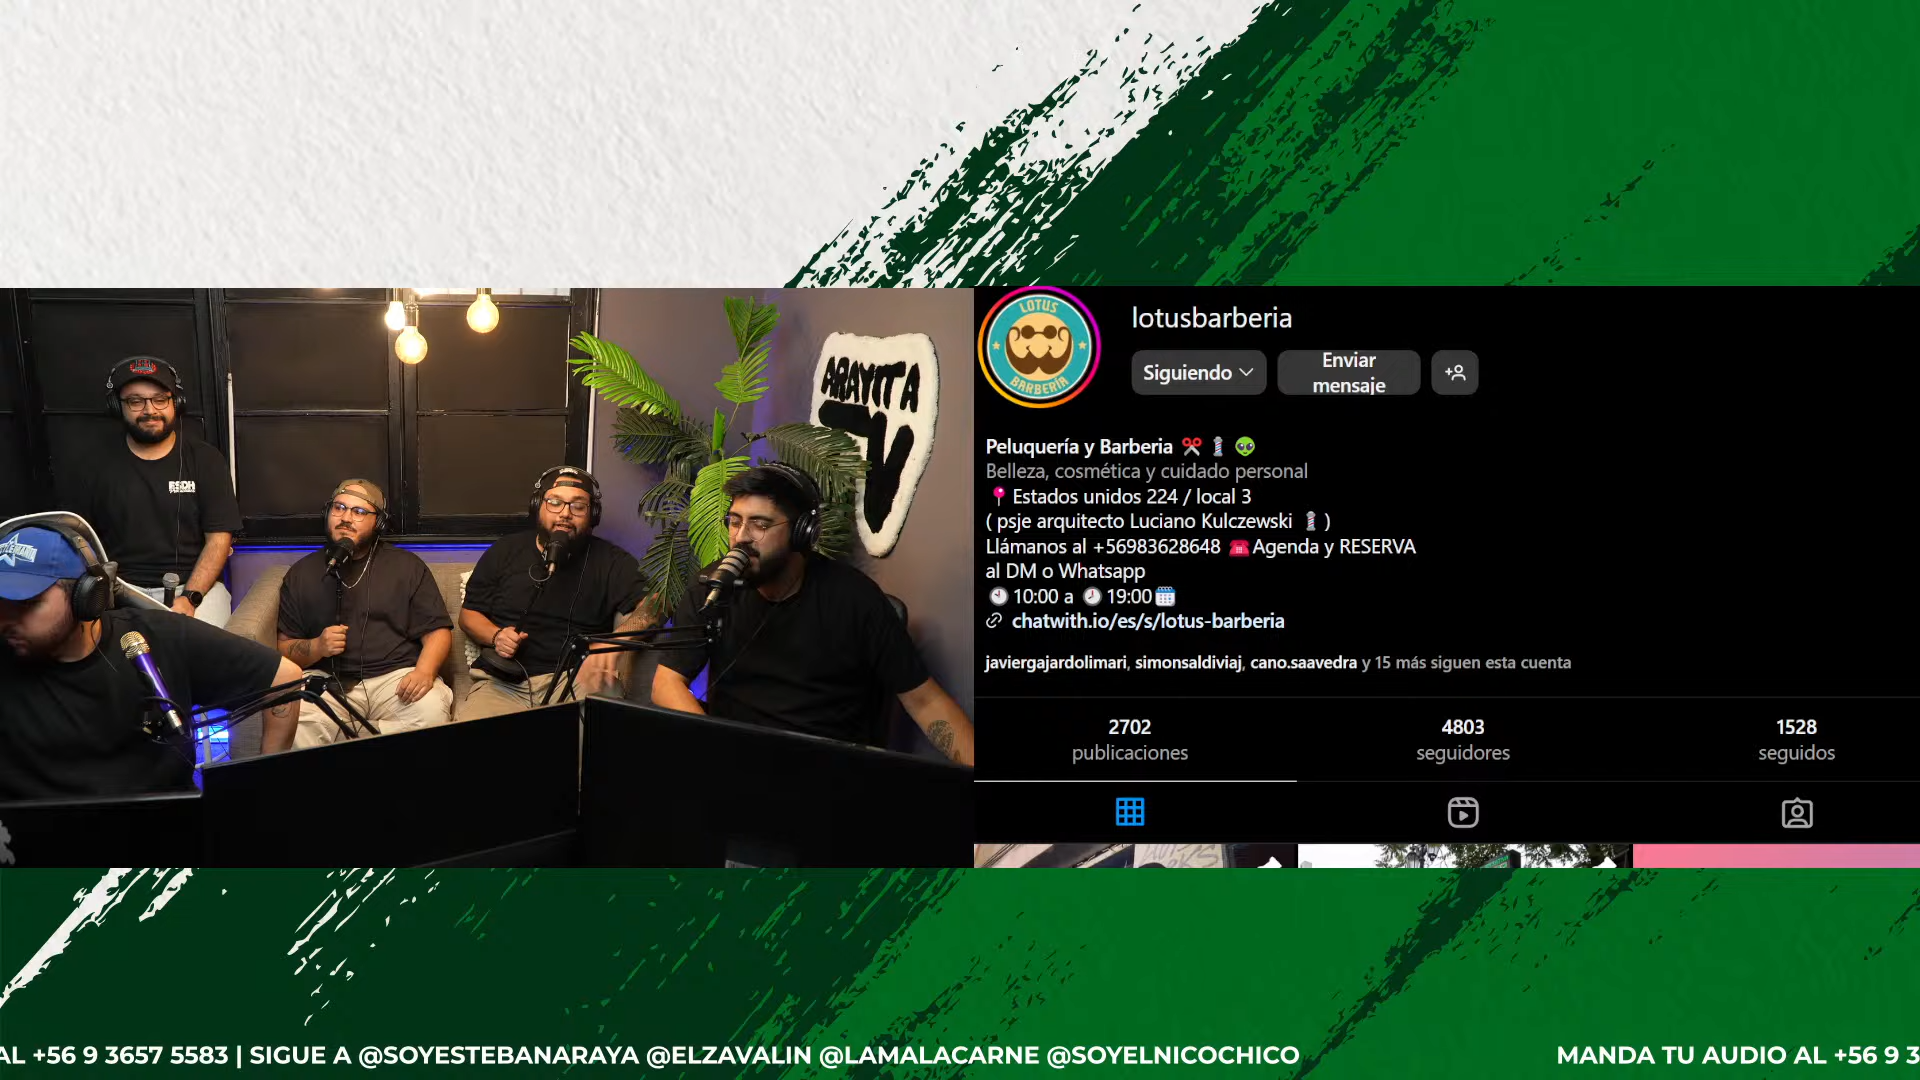 ARAYITA
TV
RSDH
LOTUS
BARBERÍA
lotusbarberia
Siguiendo
Enviar
mensaje
Peluquería y Barberia ✂️ 💈 👽
Belleza, cosmética y cuidado personal
📍 Estados unidos 224 / local 3
( psje arquitecto Luciano Kulczewski 💈 )
Llámanos al +56983628648 ☎️Agenda y RESERVA
al DM o Whatsapp
🕙 10:00 a 🕖 19:00🗓️
chatwith.io/es/s/lotus-barberia
javiergajardolimari, simonsaldiviaj, cano.saavedra y 15 más siguen esta cuenta
2702 4803 1528
publicaciones seguidores seguidos
AL +56 9 3657 5583 | SIGUE A @SOYESTEBANARAYA @ELZAVALIN @LAMALACARNE @SOYELNICOCHICO MANDA TU AUDIO AL +56 9 3